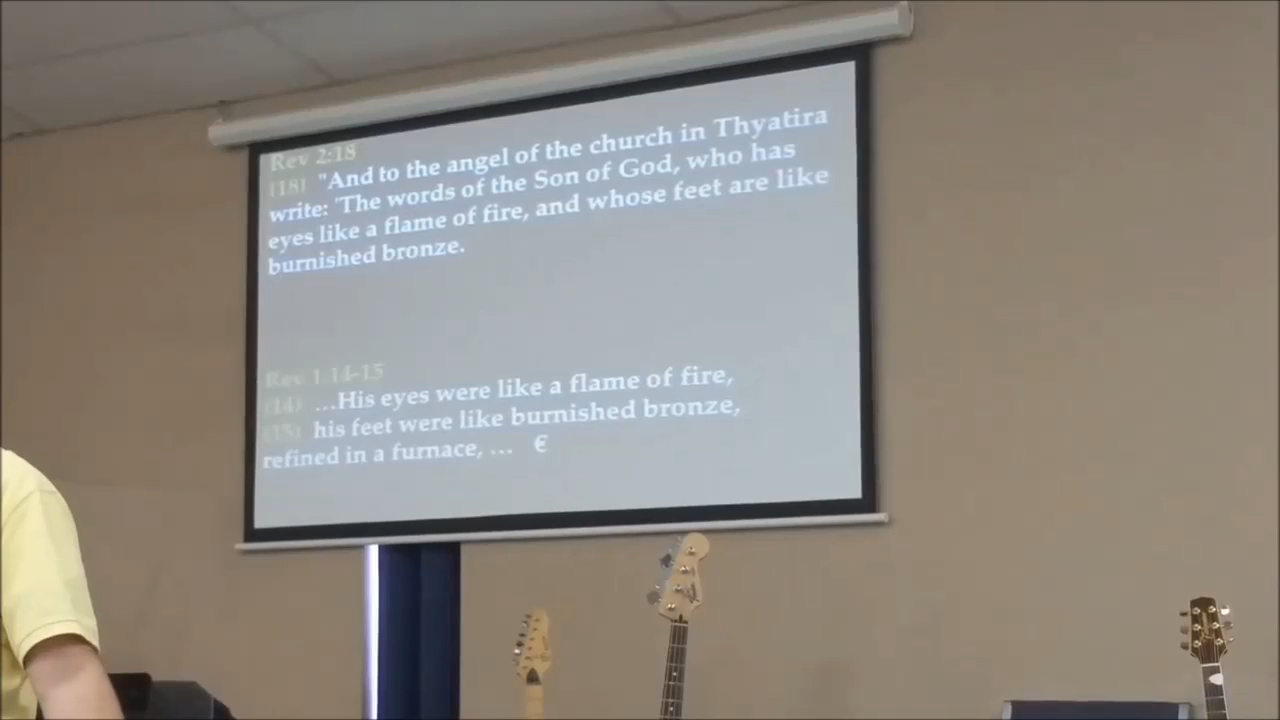 Rev 2:18
(18) "And to the angel of the church in Thyatira
write: 'The words of the Son of God, who has
eyes like a flame of fire, and whose feet are like
burnished bronze.
Rev 1:14-15
(14) ...His eyes were like a flame of fire,
(15) his feet were like burnished bronze,
refined in a furnace, ... €